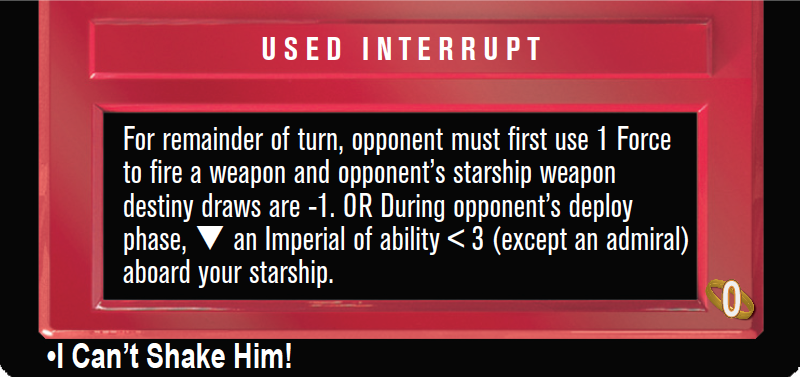 USED INTERRUPT
For remainder of turn, opponent must first use 1 Force
to fire a weapon and opponent's starship weapon
destiny draws are -1. OR During opponent's deploy
phase, ▼ an Imperial of ability < 3 (except an admiral)
aboard your starship.
0
•I Can't Shake Him!